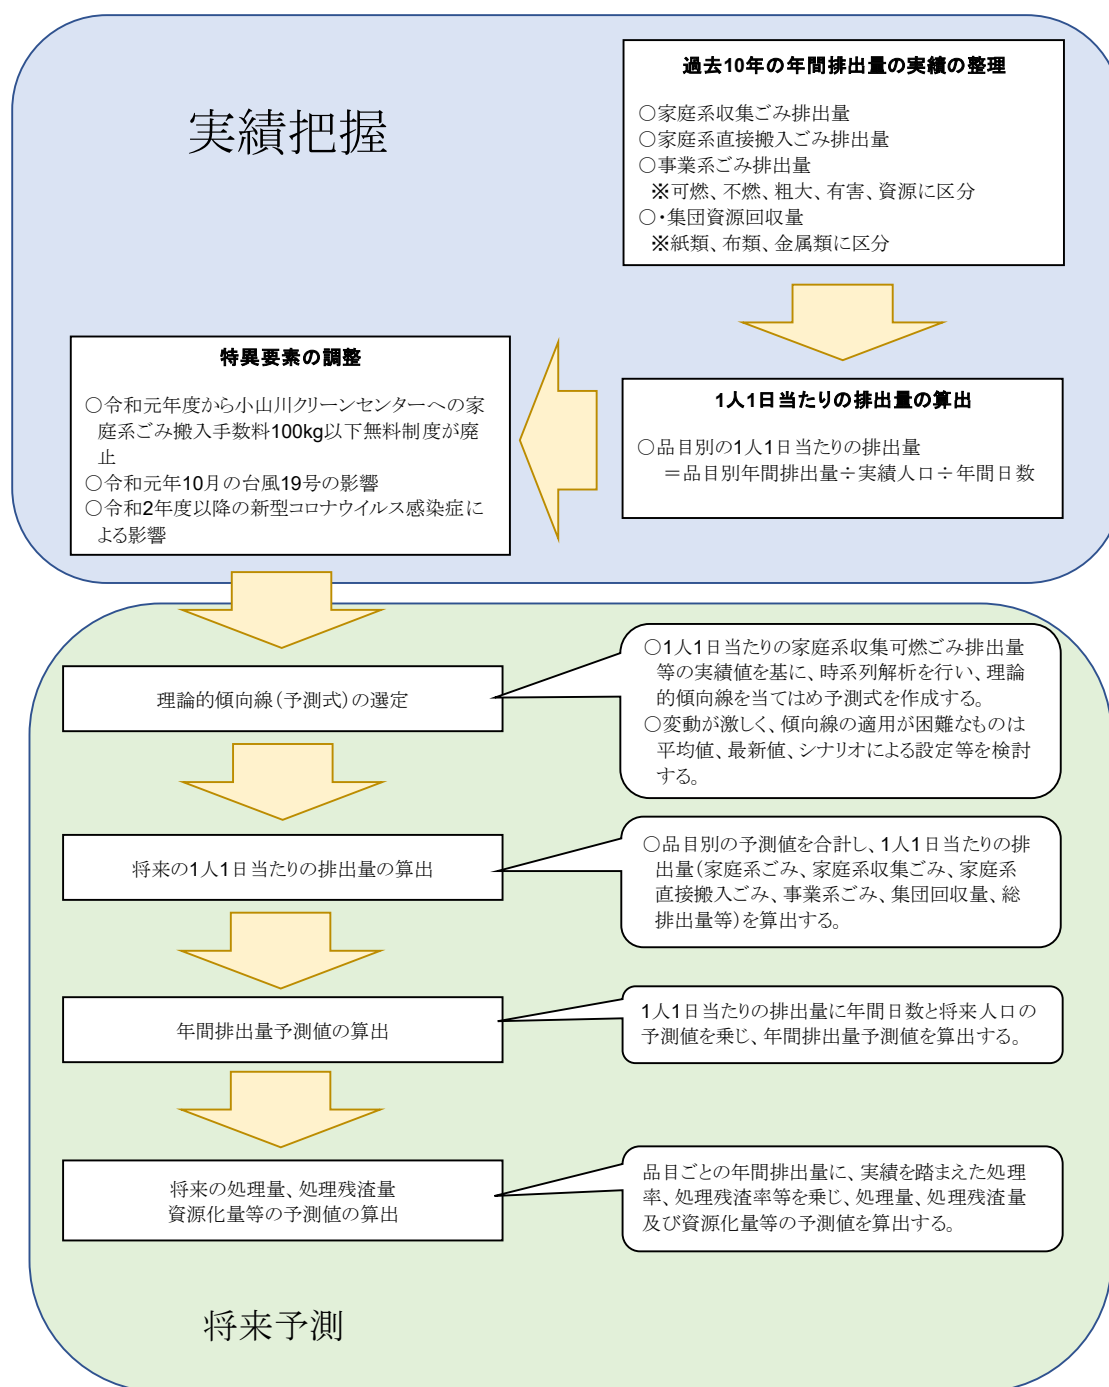 実績把握
過去10年の年間排出量の実績の整理
○家庭系収集ごみ排出量
○家庭系直接搬入ごみ排出量
○事業系ごみ排出量
※可燃、不燃、粗大、有害、資源に区分
○・集団資源回収量
※紙類、布類、金属類に区分
1人1日当たりの排出量の算出
○品目別の1人1日当たりの排出量
＝品目別年間排出量÷実績人口÷年間日数
特異要素の調整
○令和元年度から小山川クリーンセンターへの家
庭系ごみ搬入手数料100kg以下無料制度が廃
止
○令和元年10月の台風19号の影響
○令和2年度以降の新型コロナウイルス感染症に
よる影響
理論的傾向線（予測式）の選定
○1人1日当たりの家庭系収集可燃ごみ排出量
等の実績値を基に、時系列解析を行い、理論
的傾向線を当てはめ予測式を作成する。
○変動が激しく、傾向線の適用が困難なものは
平均値、最新値、シナリオによる設定等を検討
する。
将来の1人1日当たりの排出量の算出
○品目別の予測値を合計し、1人1日当たりの排
出量（家庭系ごみ、家庭系収集ごみ、家庭系
直接搬入ごみ、事業系ごみ、集団回収量、総
排出量等）を算出する。
年間排出量予測値の算出
1人1日当たりの排出量に年間日数と将来人口の
予測値を乗じ、年間排出量予測値を算出する。
将来の処理量、処理残渣量
資源化量等の予測値の算出
品目ごとの年間排出量に、実績を踏まえた処理
率、処理残渣率等を乗じ、処理量、処理残渣量
及び資源化量等の予測値を算出する。
将来予測